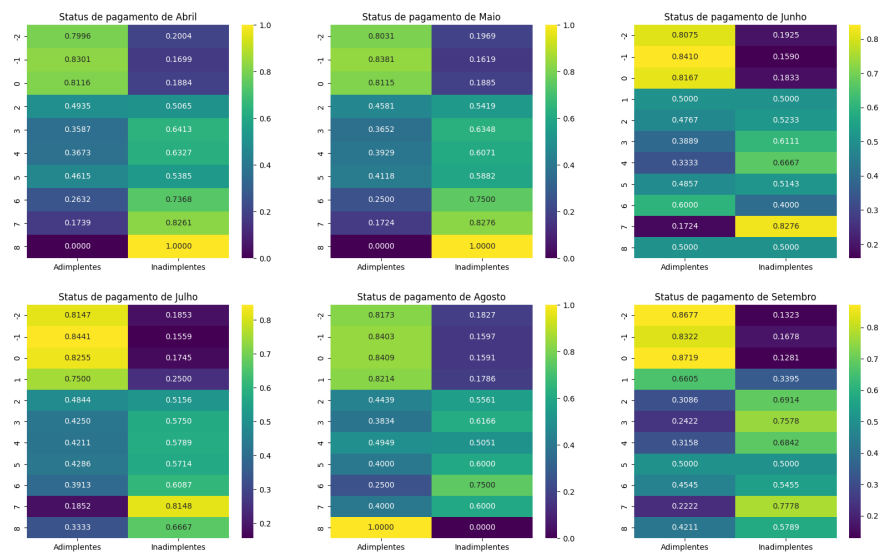 Status de pagamento de Abril
-2 0.7996 0.2004
-1 0.8301 0.1699
0 0.8116 0.1884
2 0.4935 0.5065
3 0.3587 0.6413
4 0.3673 0.6327
5 0.4615 0.5385
6 0.2632 0.7368
7 0.1739 0.8261
8 0.0000 1.0000
Adimplentes Inadimplentes
1.0
0.8
0.6
0.4
0.2
0.0
Status de pagamento de Maio
-2 0.8031 0.1969
-1 0.8381 0.1619
0 0.8115 0.1885
2 0.4581 0.5419
3 0.3652 0.6348
4 0.3929 0.6071
5 0.4118 0.5882
6 0.2500 0.7500
7 0.1724 0.8276
8 0.0000 1.0000
Adimplentes Inadimplentes
1.0
0.8
0.6
0.4
0.2
0.0
Status de pagamento de Junho
-2 0.8075 0.1925
-1 0.8410 0.1590
0 0.8167 0.1833
1 0.5000 0.5000
2 0.4767 0.5233
3 0.3889 0.6111
4 0.3333 0.6667
5 0.4857 0.5143
6 0.6000 0.4000
7 0.1724 0.8276
8 0.5000 0.5000
Adimplentes Inadimplentes
0.8
0.7
0.6
0.5
0.4
0.3
0.2
Status de pagamento de Julho
-2 0.8147 0.1853
-1 0.8441 0.1559
0 0.8255 0.1745
1 0.7500 0.2500
2 0.4844 0.5156
3 0.4250 0.5750
4 0.4211 0.5789
5 0.4286 0.5714
6 0.3913 0.6087
7 0.1852 0.8148
8 0.3333 0.6667
Adimplentes Inadimplentes
0.8
0.7
0.6
0.5
0.4
0.3
0.2
Status de pagamento de Agosto
-2 0.8173 0.1827
-1 0.8403 0.1597
0 0.8409 0.1591
1 0.8214 0.1786
2 0.4439 0.5561
3 0.3834 0.6166
4 0.4949 0.5051
5 0.4000 0.6000
6 0.2500 0.7500
7 0.4000 0.6000
8 1.0000 0.0000
Adimplentes Inadimplentes
1.0
0.8
0.6
0.4
0.2
0.0
Status de pagamento de Setembro
-2 0.8677 0.1323
-1 0.8322 0.1678
0 0.8719 0.1281
1 0.6605 0.3395
2 0.3086 0.6914
3 0.2422 0.7578
4 0.3158 0.6842
5 0.5000 0.5000
6 0.4545 0.5455
7 0.2222 0.7778
8 0.4211 0.5789
Adimplentes Inadimplentes
0.8
0.7
0.6
0.5
0.4
0.3
0.2